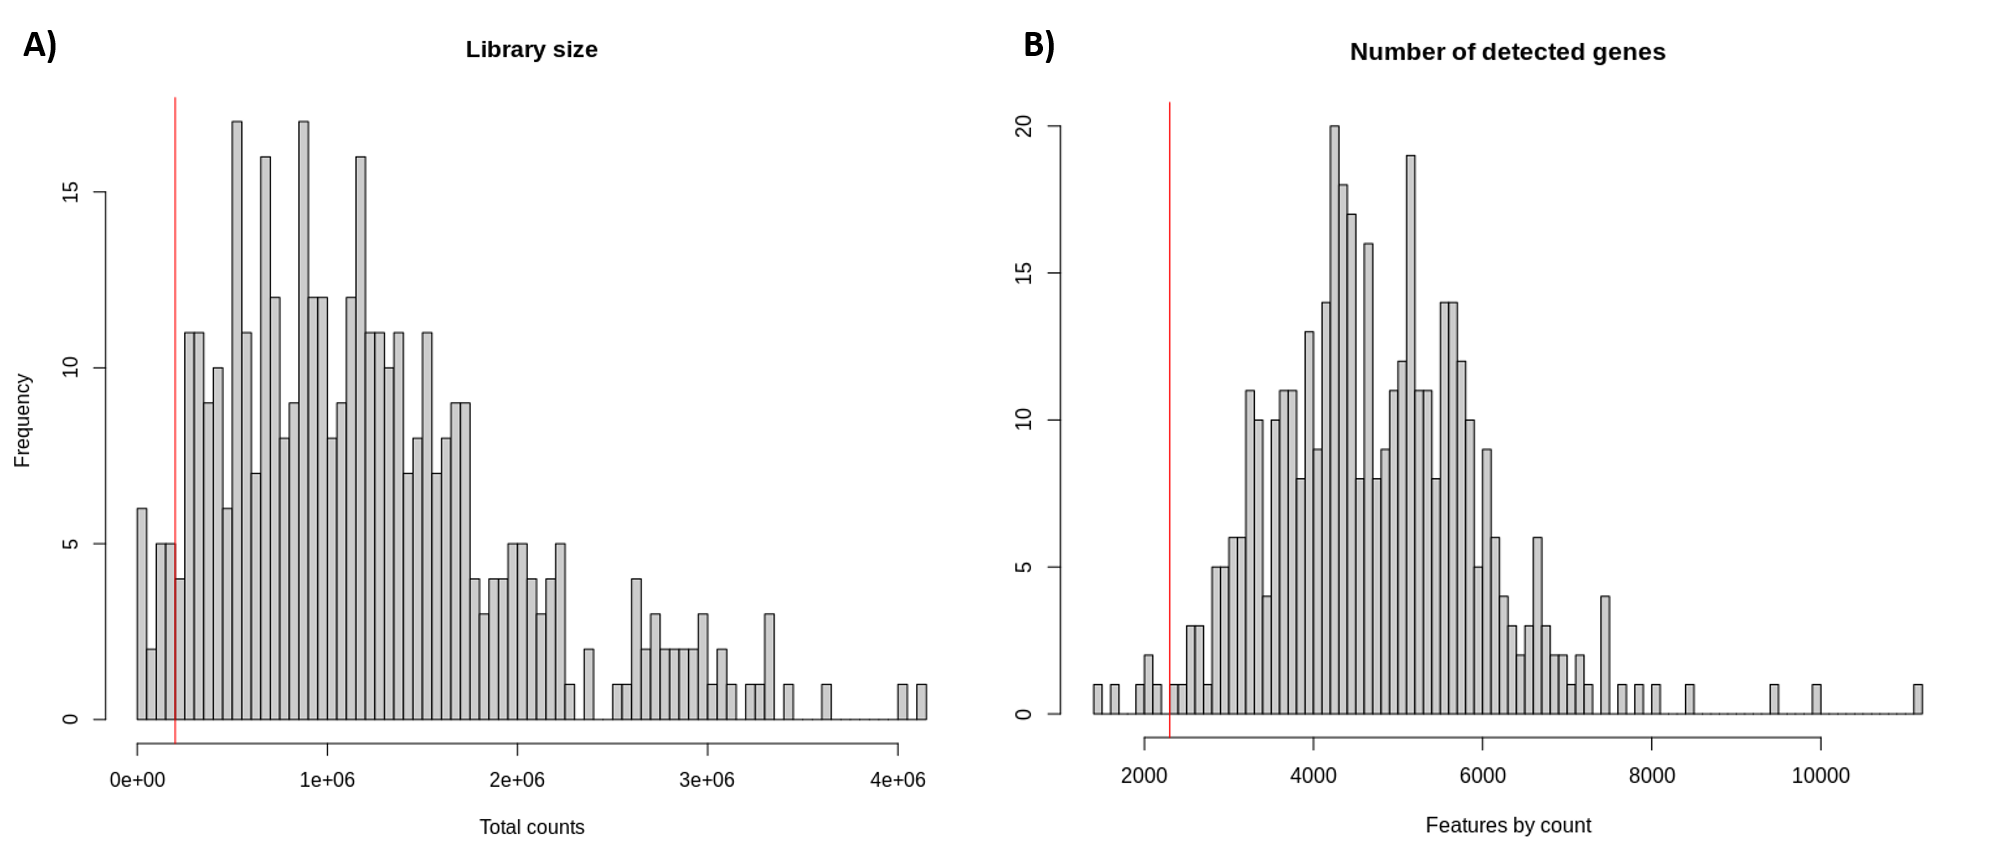 A)
Library size
Frequency
15
10
5
0
0e+00 1e+06 2e+06 3e+06 4e+06
Total counts
B)
Number of detected genes
20
15
10
5
0
2000 4000 6000 8000 10000
Features by count